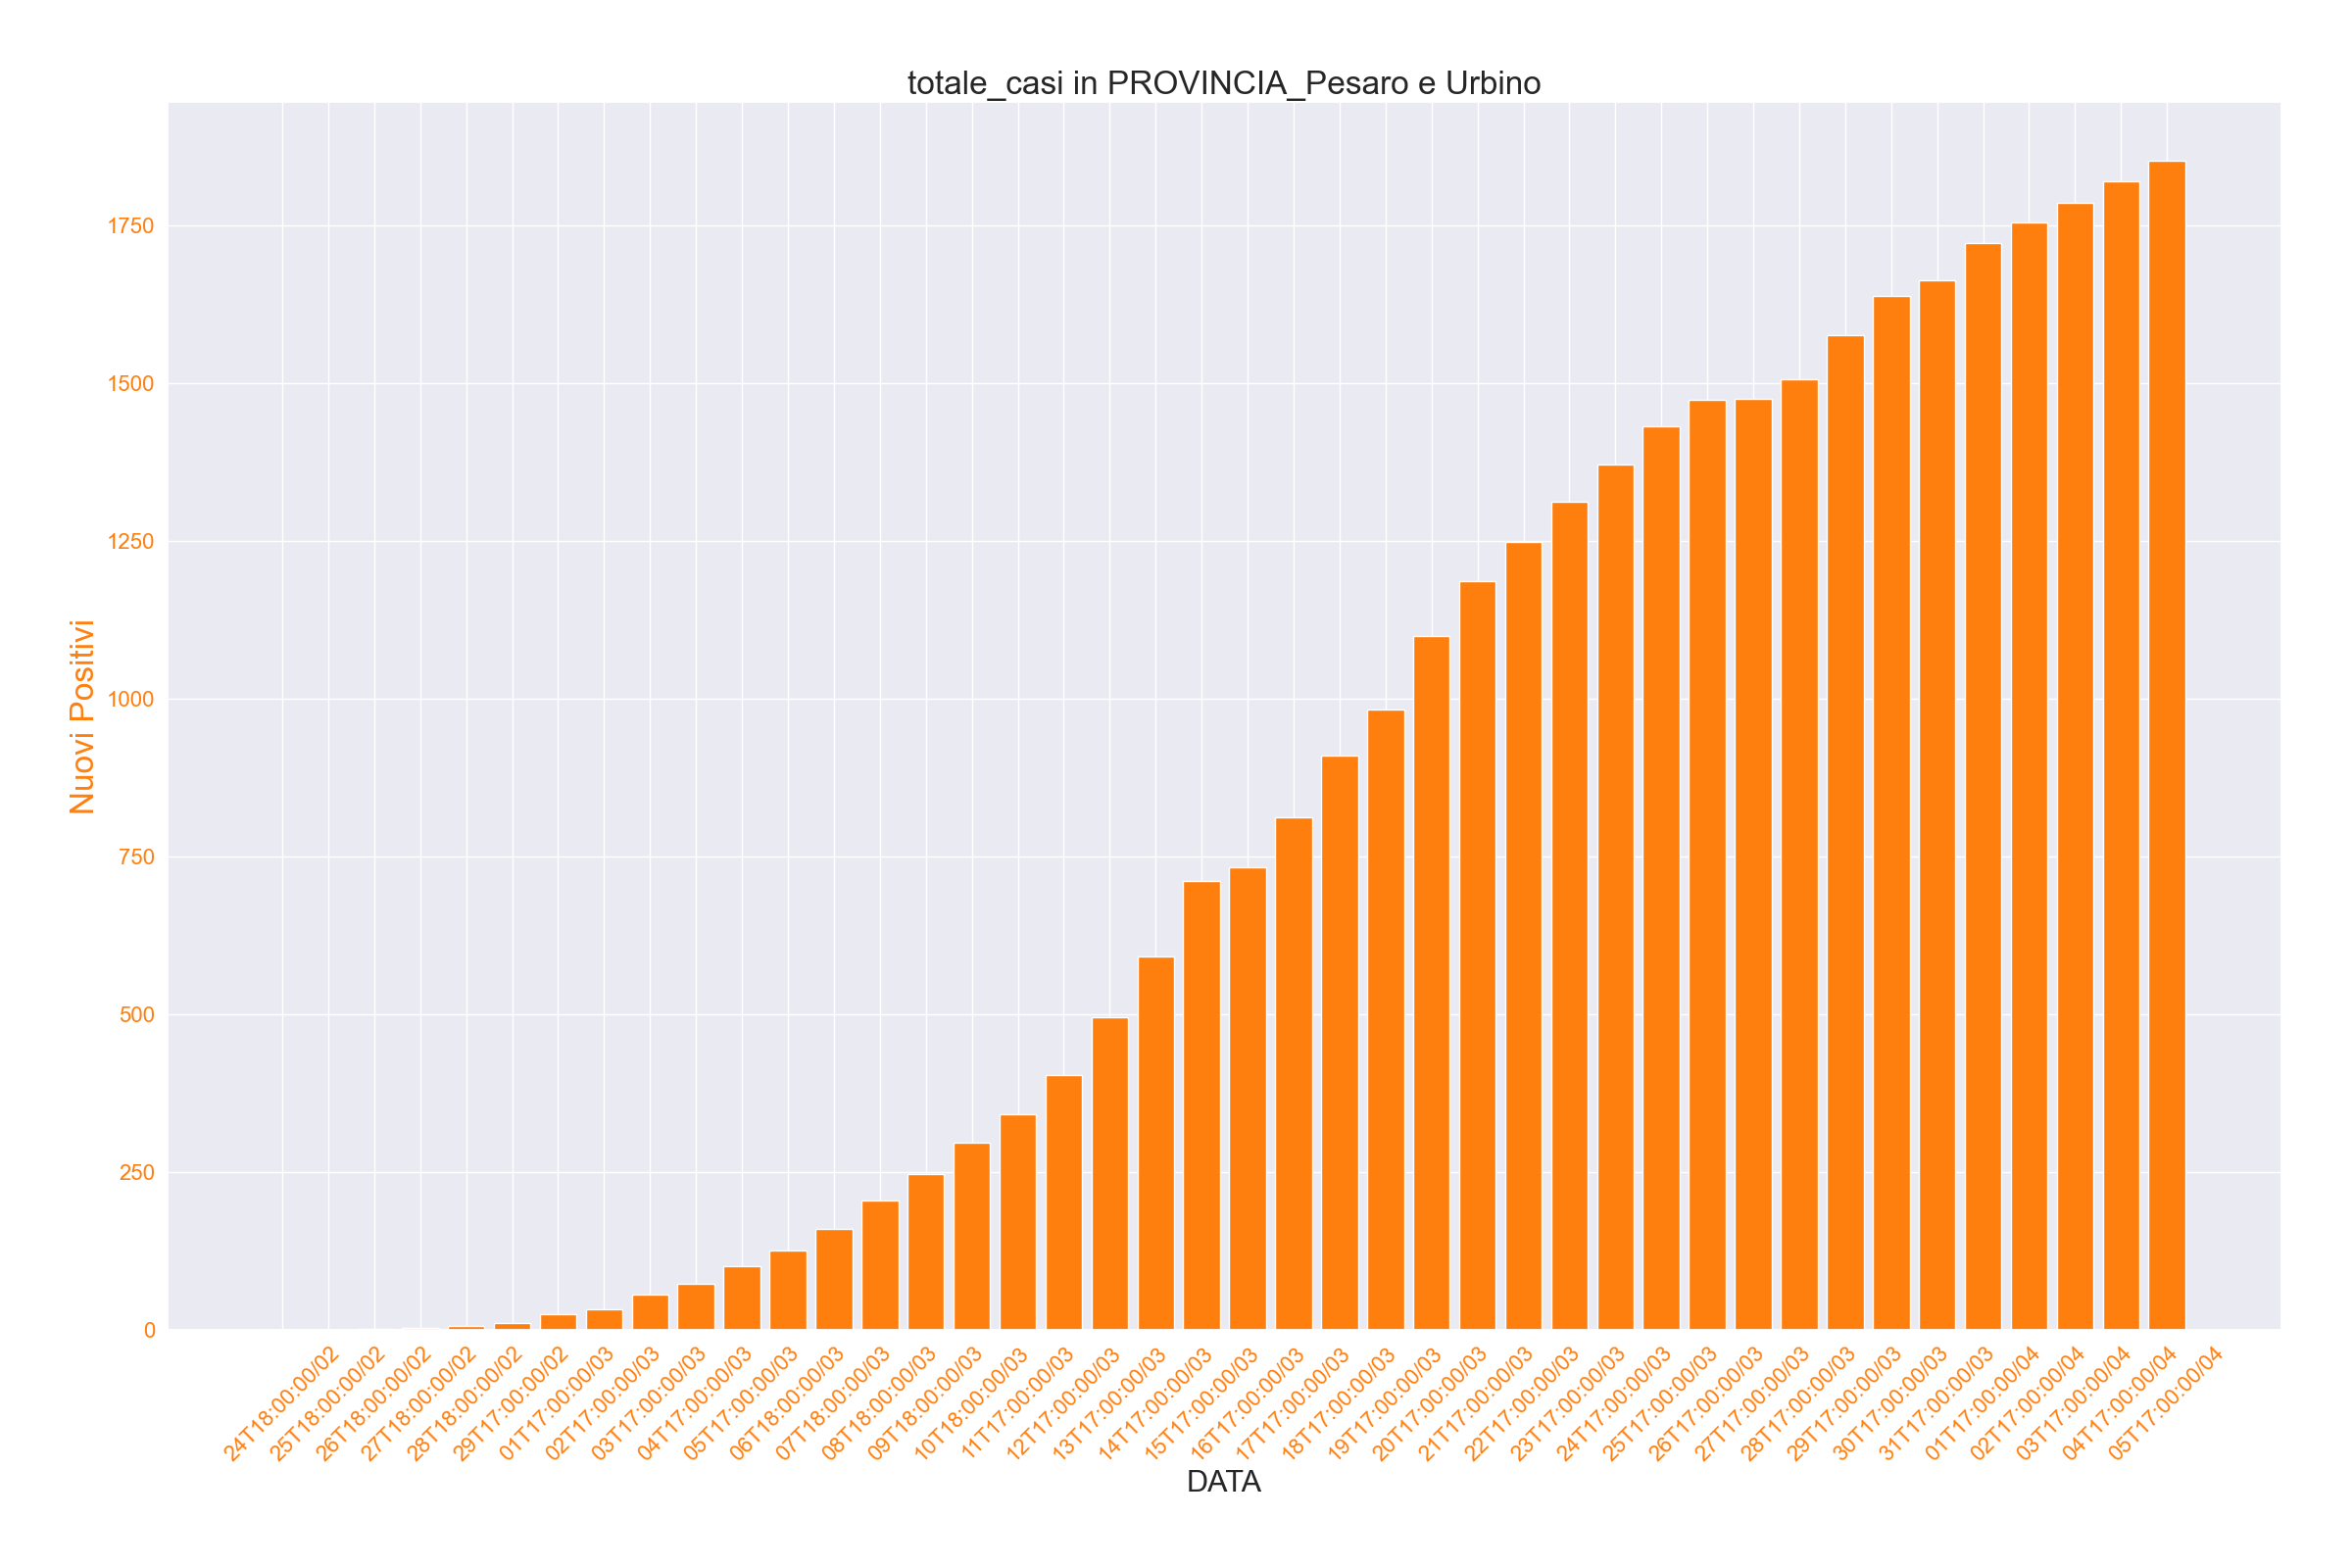 totale_casi in PROVINCIA_Pesaro e Urbino
Nuovi Positivi
1750
1500
1250
1000
750
500
250
0
24T18:00:00/02
25T18:00:00/02
26T18:00:00/02
27T18:00:00/02
28T18:00:00/02
29T17:00:00/02
01T17:00:00/03
02T17:00:00/03
03T17:00:00/03
04T17:00:00/03
05T17:00:00/03
06T18:00:00/03
07T18:00:00/03
08T18:00:00/03
09T18:00:00/03
10T18:00:00/03
11T17:00:00/03
12T17:00:00/03
13T17:00:00/03
14T17:00:00/03
15T17:00:00/03
16T17:00:00/03
17T17:00:00/03
18T17:00:00/03
19T17:00:00/03
20T17:00:00/03
21T17:00:00/03
22T17:00:00/03
23T17:00:00/03
24T17:00:00/03
25T17:00:00/03
26T17:00:00/03
27T17:00:00/03
28T17:00:00/03
29T17:00:00/03
30T17:00:00/03
31T17:00:00/03
01T17:00:00/04
02T17:00:00/04
03T17:00:00/04
04T17:00:00/04
05T17:00:00/04
DATA